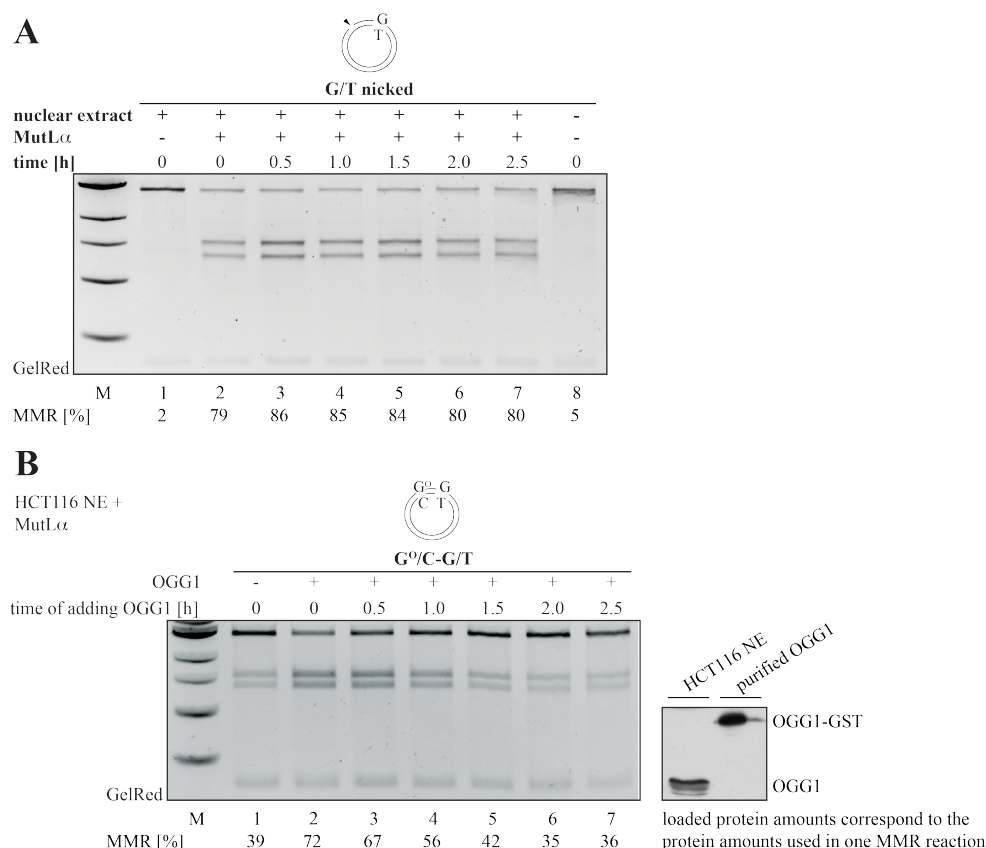 A
G
T
G/T nicked
nuclear extract + + + + + + + -
MutLα - + + + + + + -
time [h] 0 0 0.5 1.0 1.5 2.0 2.5 0
GelRed
M 1 2 3 4 5 6 7 8
MMR [%] 2 79 86 85 84 80 80 5
B
HCT116 NE +
MutLα
Gᴼ G
C T
Gᴼ/C-G/T
OGG1 - + + + + + +
time of adding OGG1 [h] 0 0 0.5 1.0 1.5 2.0 2.5
HCT116 NE
purified OGG1
OGG1-GST
OGG1
GelRed
M 1 2 3 4 5 6 7
MMR [%] 39 72 67 56 42 35 36
loaded protein amounts correspond to the
protein amounts used in one MMR reaction